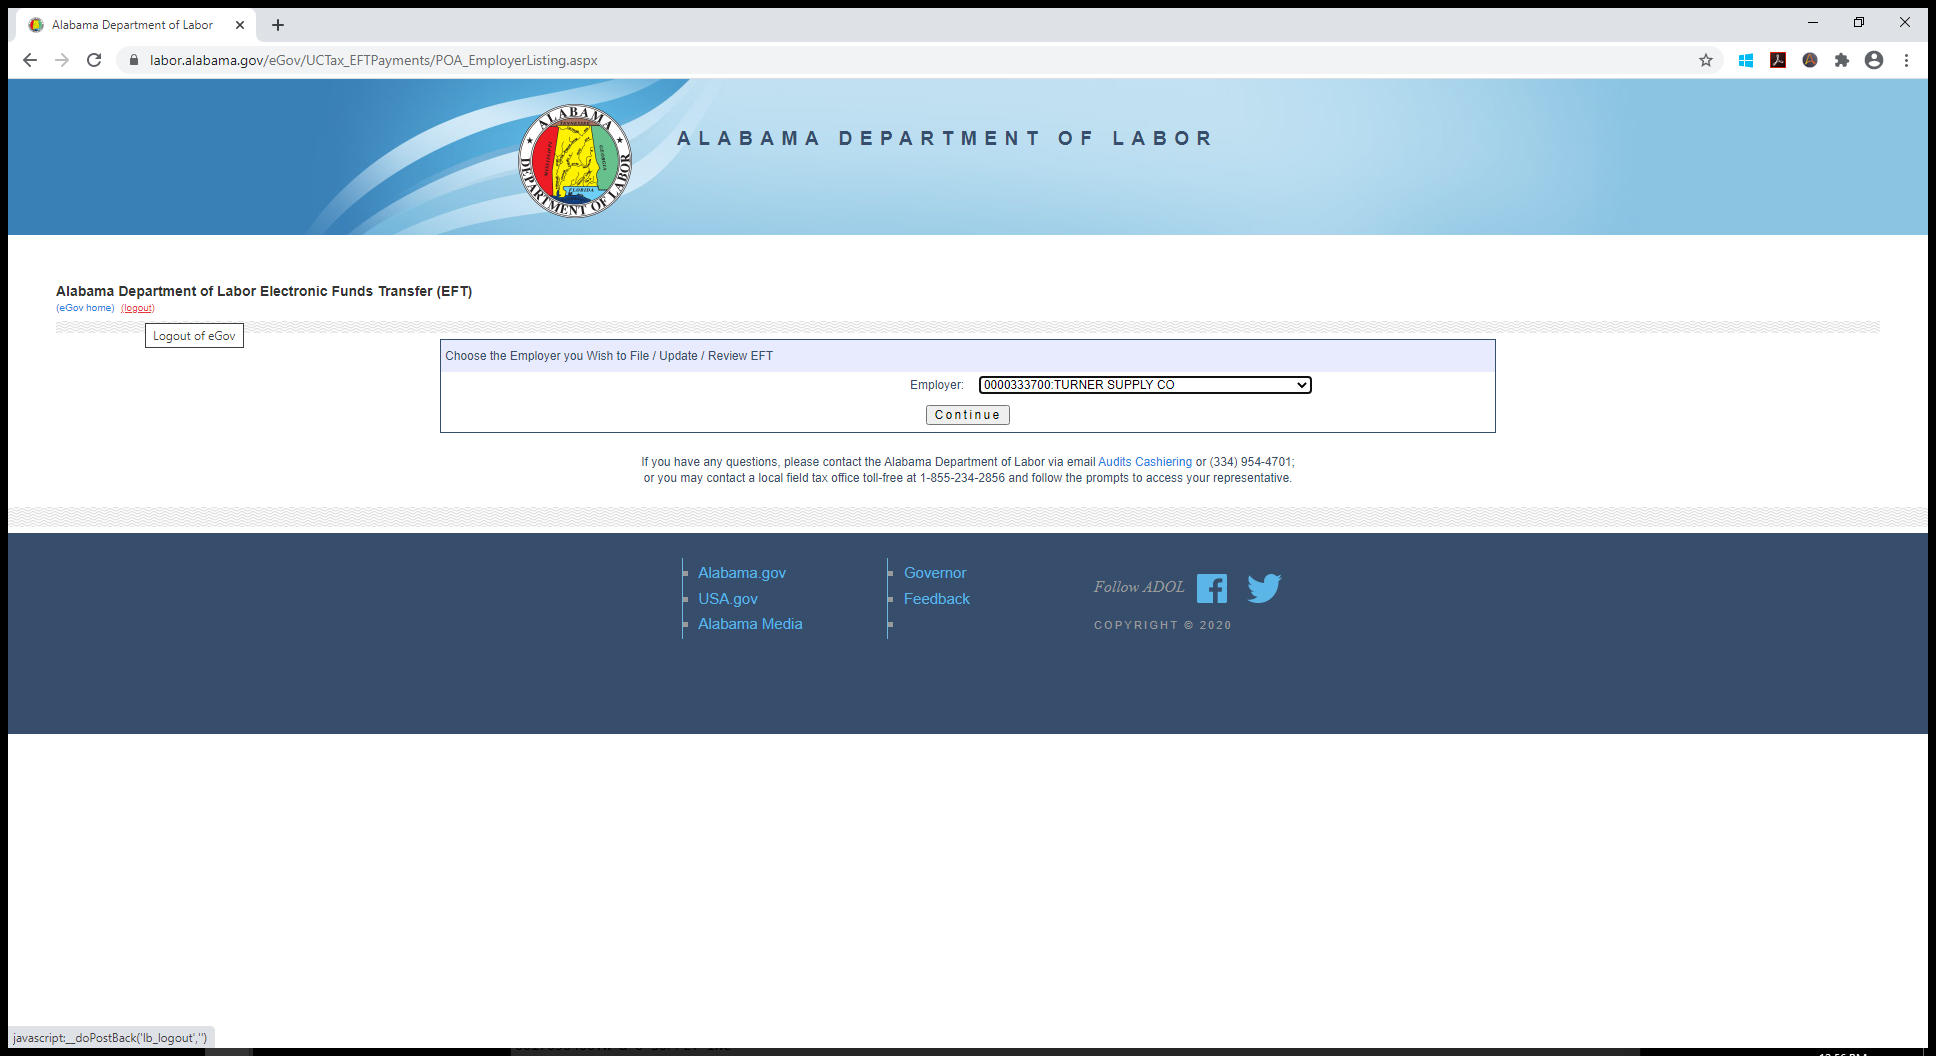 Alabama Department of Labor
labor.alabama.gov/eGov/UCTax_EFTPayments/POA_EmployerListing.aspx
ALABAMA
DEPARTMENT OF LABOR
TENNESSEE
MISSISSIPPI
GEORGIA
FLORIDA
ALABAMA DEPARTMENT OF LABOR
Alabama Department of Labor Electronic Funds Transfer (EFT)
(eGov home) (logout)
Logout of eGov
Choose the Employer you Wish to File / Update / Review EFT
Employer: 0000333700:TURNER SUPPLY CO
Continue
If you have any questions, please contact the Alabama Department of Labor via email Audits Cashiering or (334) 954-4701;
or you may contact a local field tax office toll-free at 1-855-234-2856 and follow the prompts to access your representative.
Alabama.gov
USA.gov
Alabama Media
Governor
Feedback
Follow ADOL
COPYRIGHT © 2020
javascript:__doPostBack('lb_logout','')